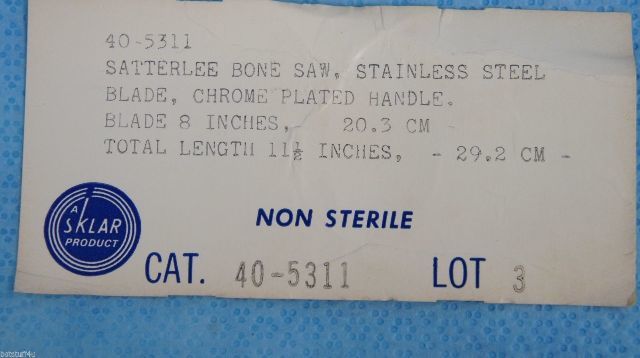 40-5311
SATTERLEE BONE SAW, STAINLESS STEEL
BLADE, CHROME PLATED HANDLE.
BLADE 8 INCHES, 20.3 CM
TOTAL LENGTH 11½ INCHES, - 29.2 CM -
A
SKLAR
PRODUCT
NON STERILE
CAT. 40-5311 LOT 3
batstuff4u